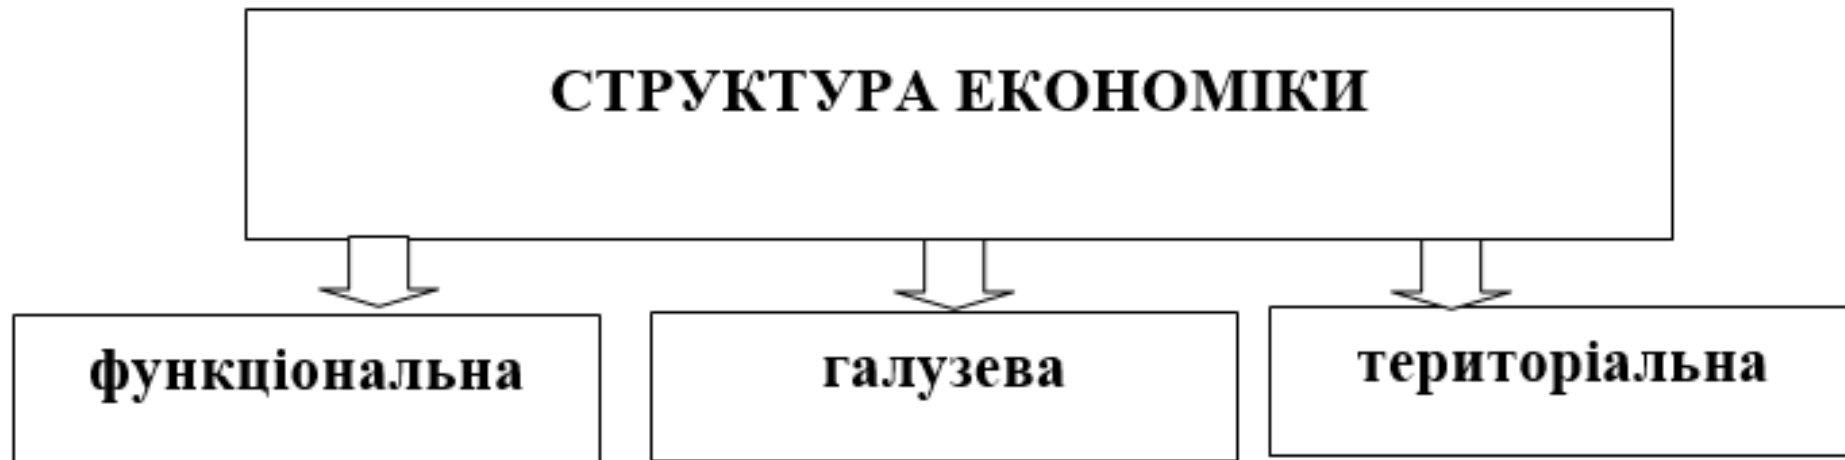 СТРУКТУРА ЕКОНОМІКИ
функціональна
галузева
територіальна